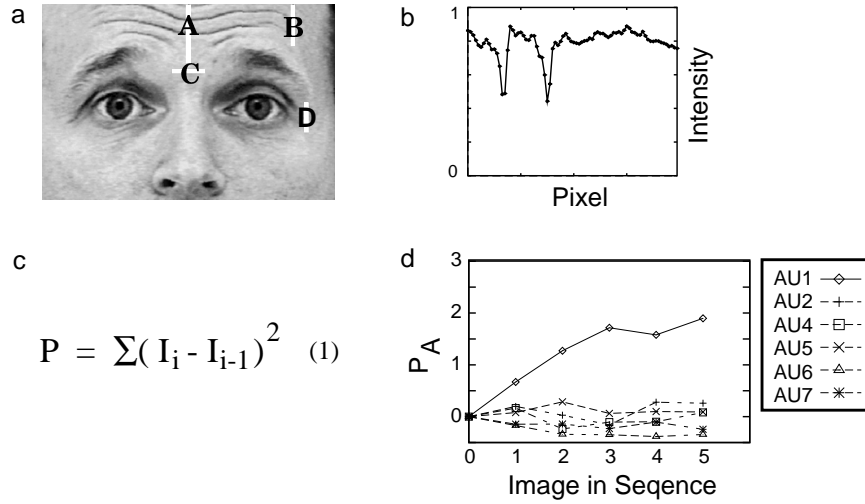 a
A
B
C
D
b
1
0
Intensity
Pixel
c
P = Σ( I_i - I_{i-1} )^2 (1)
d
3
2
1
0
P_A
0 1 2 3 4 5
Image in Seqence
AU1
AU2
AU4
AU5
AU6
AU7